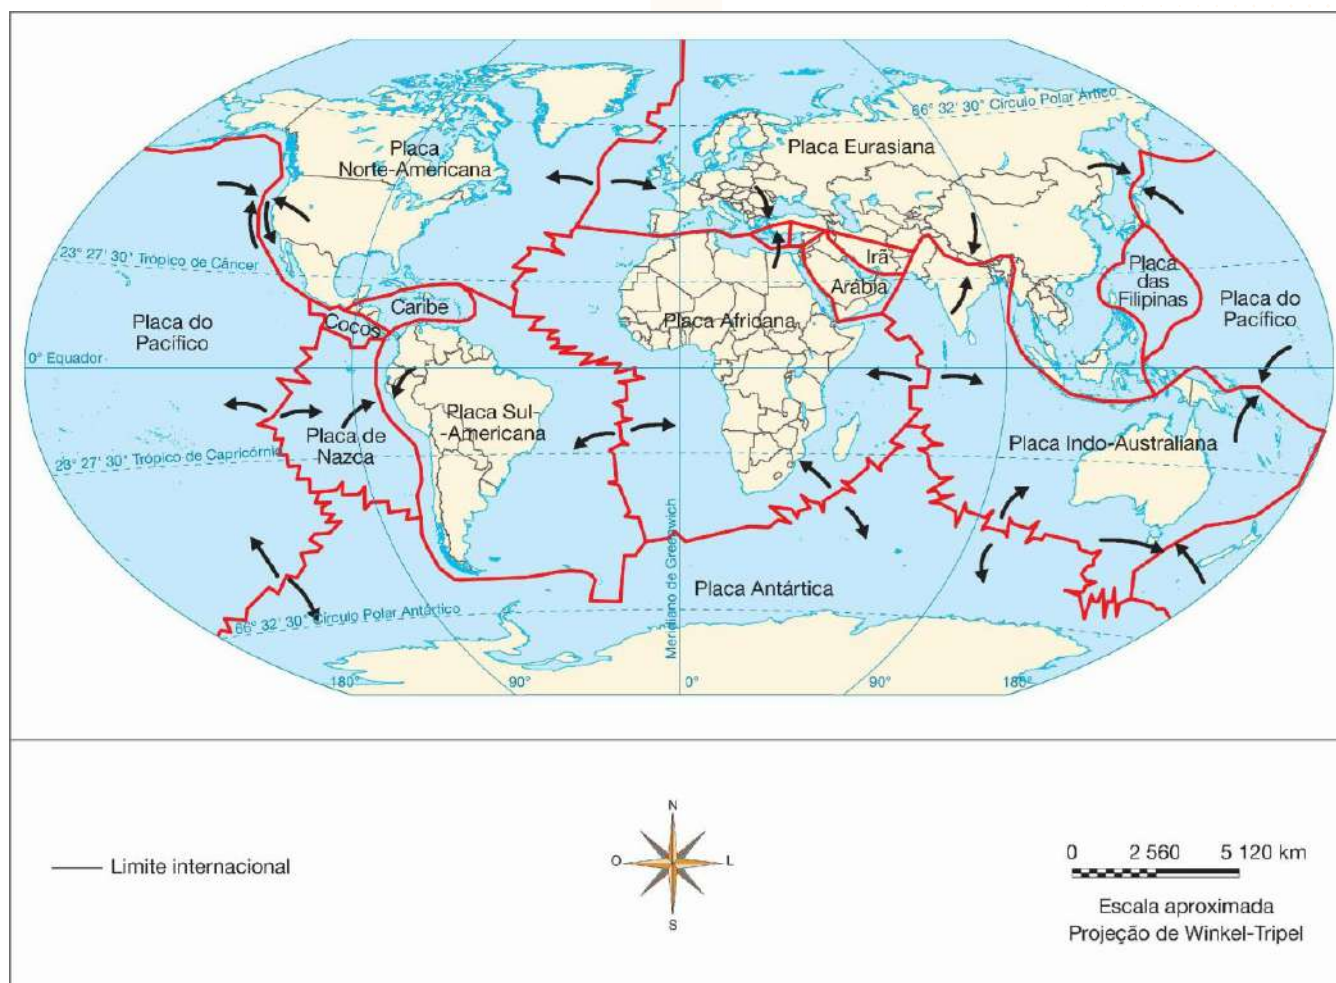 66° 32' 30" Círculo Polar Ártico
Placa
Norte-Americana
Placa Eurasiana
23° 27' 30" Trópico de Câncer
Irã
Arábia
Placa
das
Filipinas
Placa do
Pacífico
Caribe
Cocos
Placa do
Pacífico
Placa Africana
0° Equador
Placa Sul-
-Americana
Placa de
Nazca
Placa Indo-Australiana
23° 27' 30" Trópico de Capricórnio
Meridiano de Greenwich
Placa Antártica
66° 32' 30" Círculo Polar Antártico
180°
90°
0°
90°
180°
N
O
L
S
Limite internacional
0 2 560 5 120 km
Escala aproximada
Projeção de Winkel-Tripel